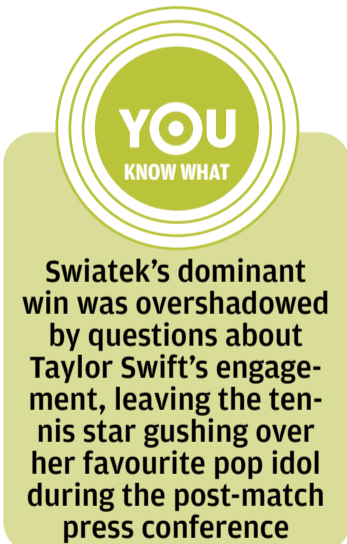 YOU
KNOW WHAT
Swiatek's dominant
win was overshadowed
by questions about
Taylor Swift's engage-
ment, leaving the ten-
nis star gushing over
her favourite pop idol
during the post-match
press conference